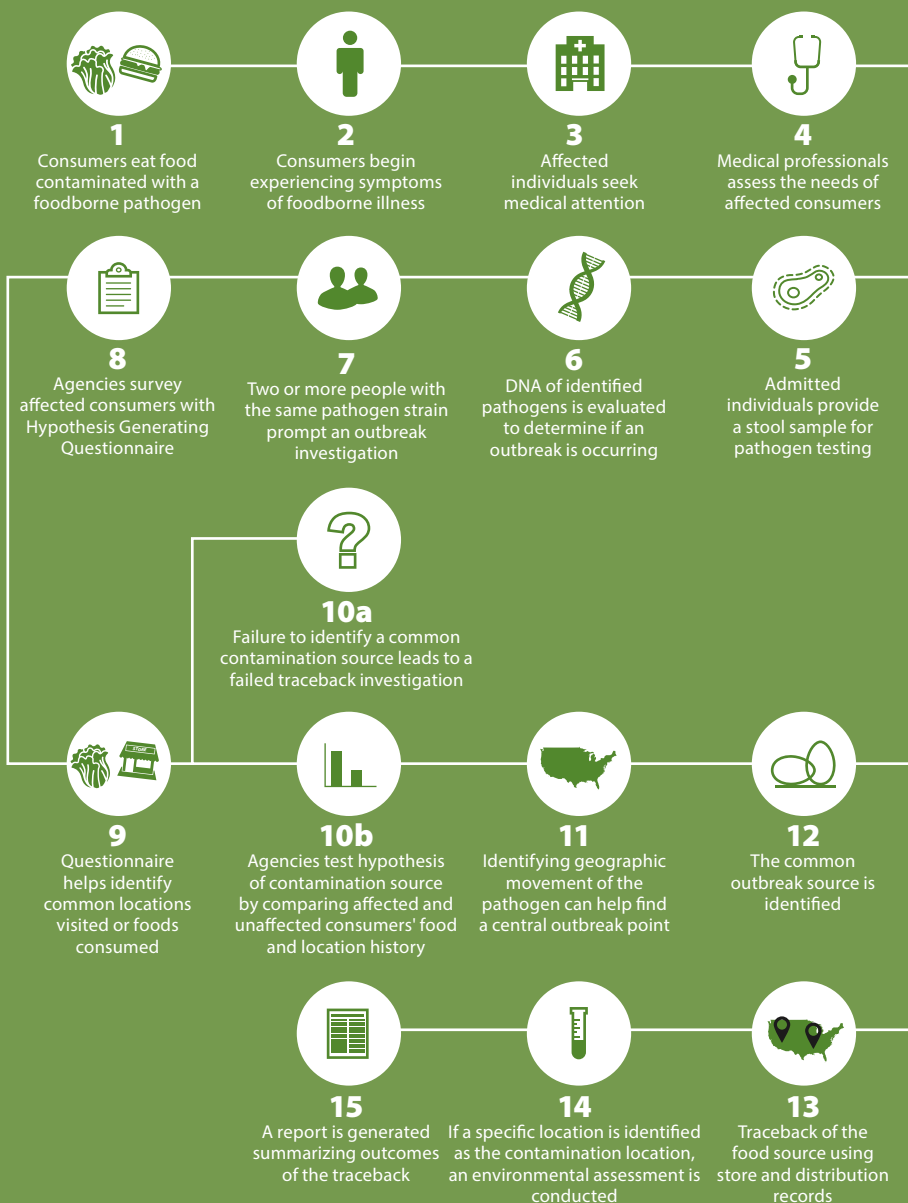 1
Consumers eat food
contaminated with a
foodborne pathogen
2
Consumers begin
experiencing symptoms
of foodborne illness
3
Affected
individuals seek
medical attention
4
Medical professionals
assess the needs of
affected consumers
8
Agencies survey
affected consumers with
Hypothesis Generating
Questionnaire
7
Two or more people with
the same pathogen strain
prompt an outbreak
investigation
6
DNA of identified
pathogens is evaluated
to determine if an
outbreak is occurring
5
Admitted
individuals provide
a stool sample for
pathogen testing
10a
Failure to identify a common
contamination source leads to a
failed traceback investigation
STORE
9
Questionnaire
helps identify
common locations
visited or foods
consumed
10b
Agencies test hypothesis
of contamination source
by comparing affected and
unaffected consumers' food
and location history
11
Identifying geographic
movement of the
pathogen can help find
a central outbreak point
12
The common
outbreak source is
identified
15
A report is generated
summarizing outcomes
of the traceback
14
If a specific location is identified
as the contamination location,
an environmental assessment is
conducted
13
Traceback of the
food source using
store and distribution
records